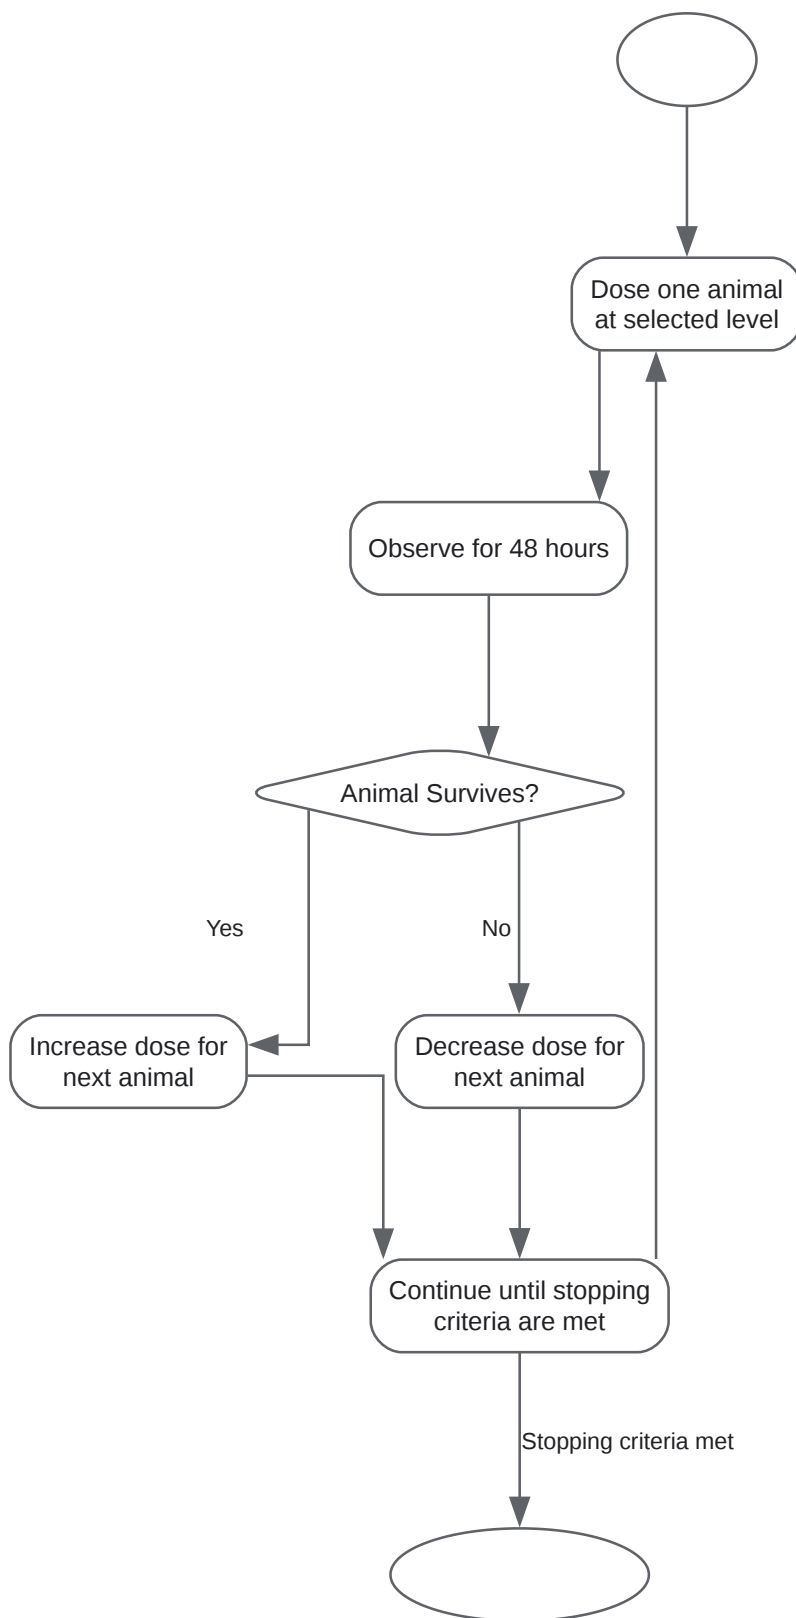 Dose one animal
at selected level
Observe for 48 hours
Animal Survives?
Yes
No
Increase dose for
next animal
Decrease dose for
next animal
Continue until stopping
criteria are met
Stopping criteria met